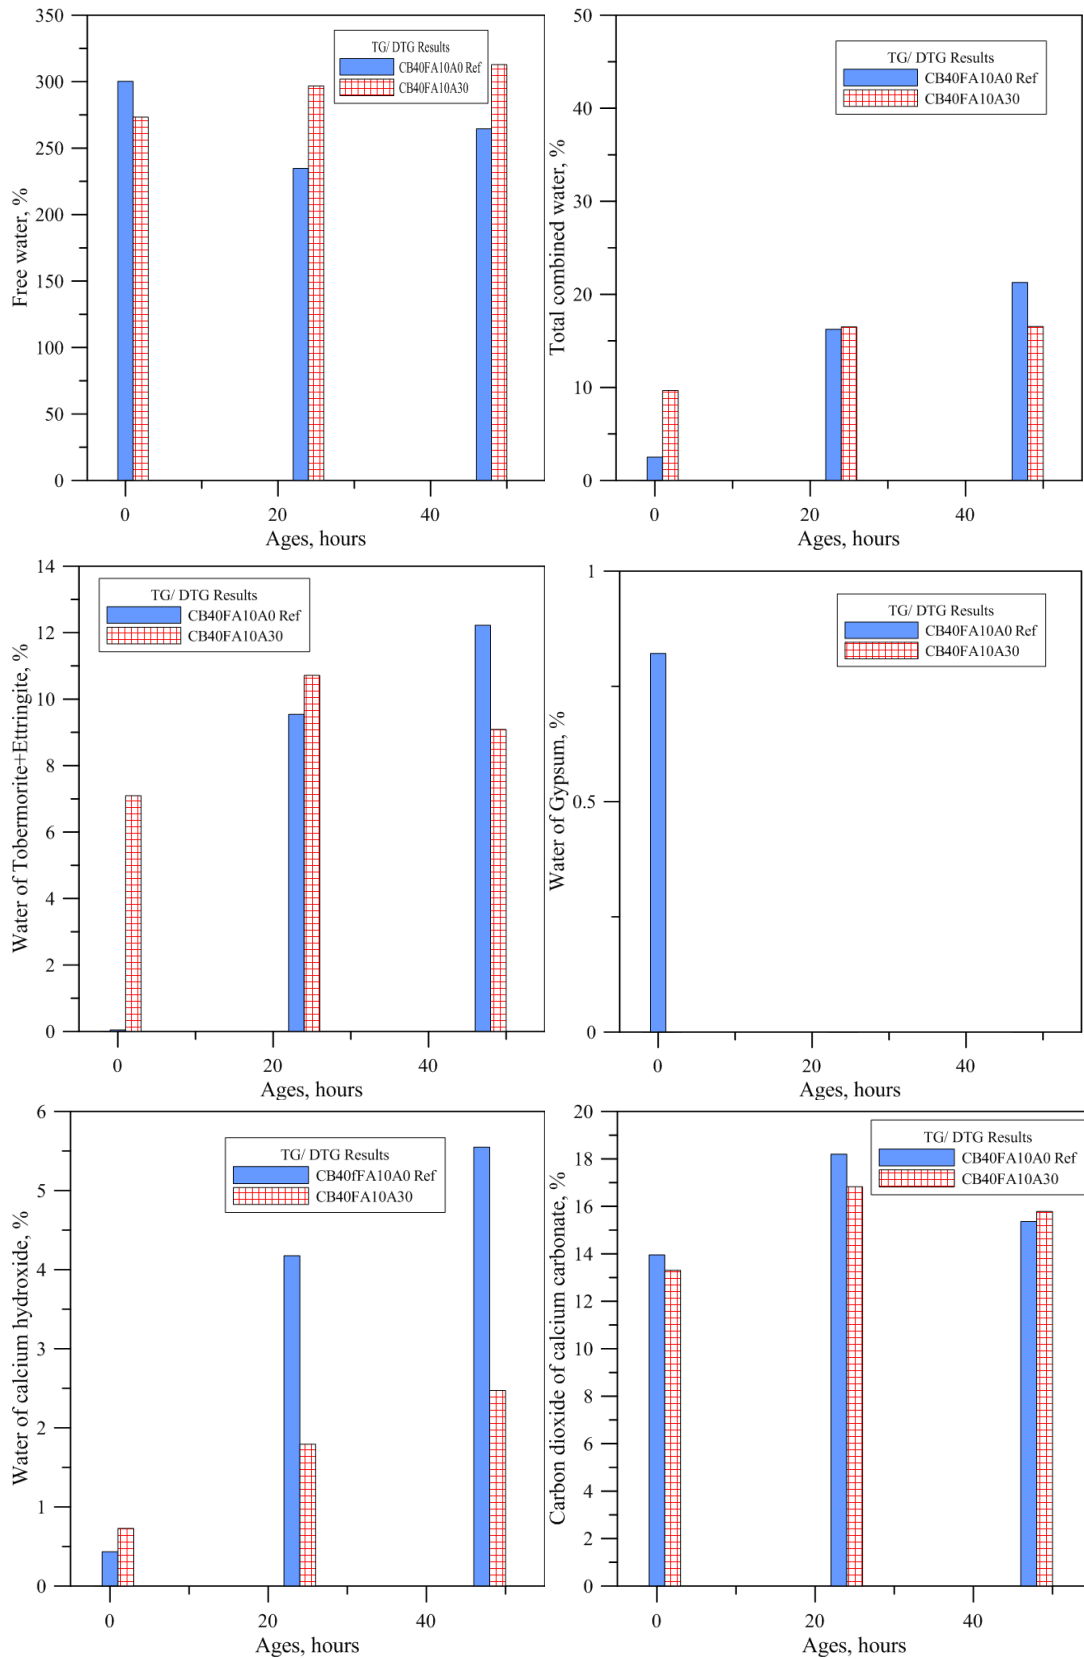 Free water, %
350
300
250
200
150
100
50
0
TG/ DTG Results
CB40FA10A0 Ref
CB40FA10A30
0
20
40
Ages, hours
Total combined water, %
50
40
30
20
10
0
TG/ DTG Results
CB40FA10A0 Ref
CB40FA10A30
0
20
40
Ages, hours
Water of Tobermorite+Ettringite, %
14
12
10
8
6
4
2
0
TG/ DTG Results
CB40FA10A0 Ref
CB40FA10A30
0
20
40
Ages, hours
Water of Gypsum, %
1
0.5
0
TG/ DTG Results
CB40FA10A0 Ref
CB40FA10A30
0
20
40
Ages, hours
Water of calcium hydroxide, %
6
5
4
3
2
1
0
TG/ DTG Results
CB40fFA10A0 Ref
CB40FA10A30
0
20
40
Ages, hours
Carbon dioxide of calcium carbonate, %
20
18
16
14
12
10
8
6
4
2
0
TG/ DTG Results
CB40FA10A0 Ref
CB40FA10A30
0
20
40
Ages, hours